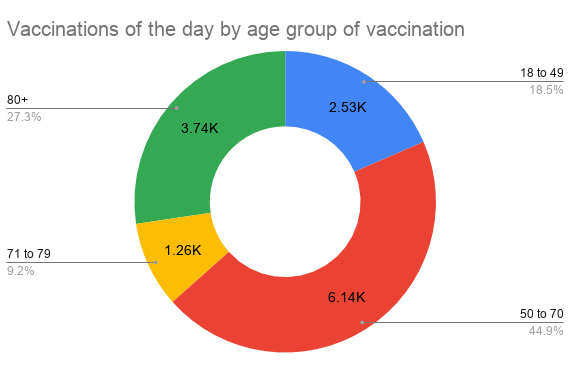 Vaccinations of the day by age group of vaccination
18 to 49
18.5%
2.53K
80+
27.3%
3.74K
71 to 79
9.2%
1.26K
6.14K
50 to 70
44.9%